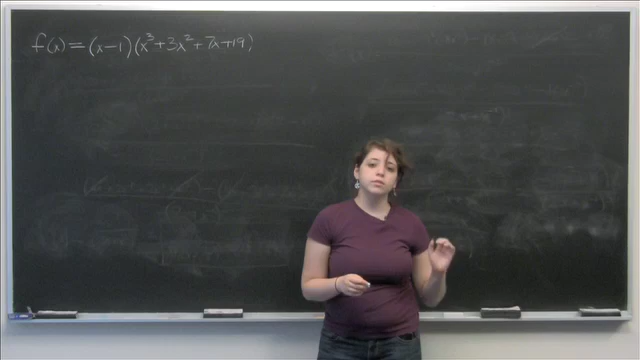 f(x) = (x-1)(x³+3x²+7x+19)